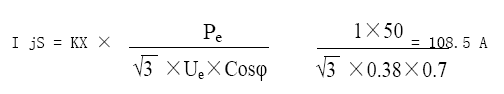 I jS = KX × Pe / √3 ×Ue×Cosφ 1×50 / √3 ×0.38×0.7 = 108.5 A